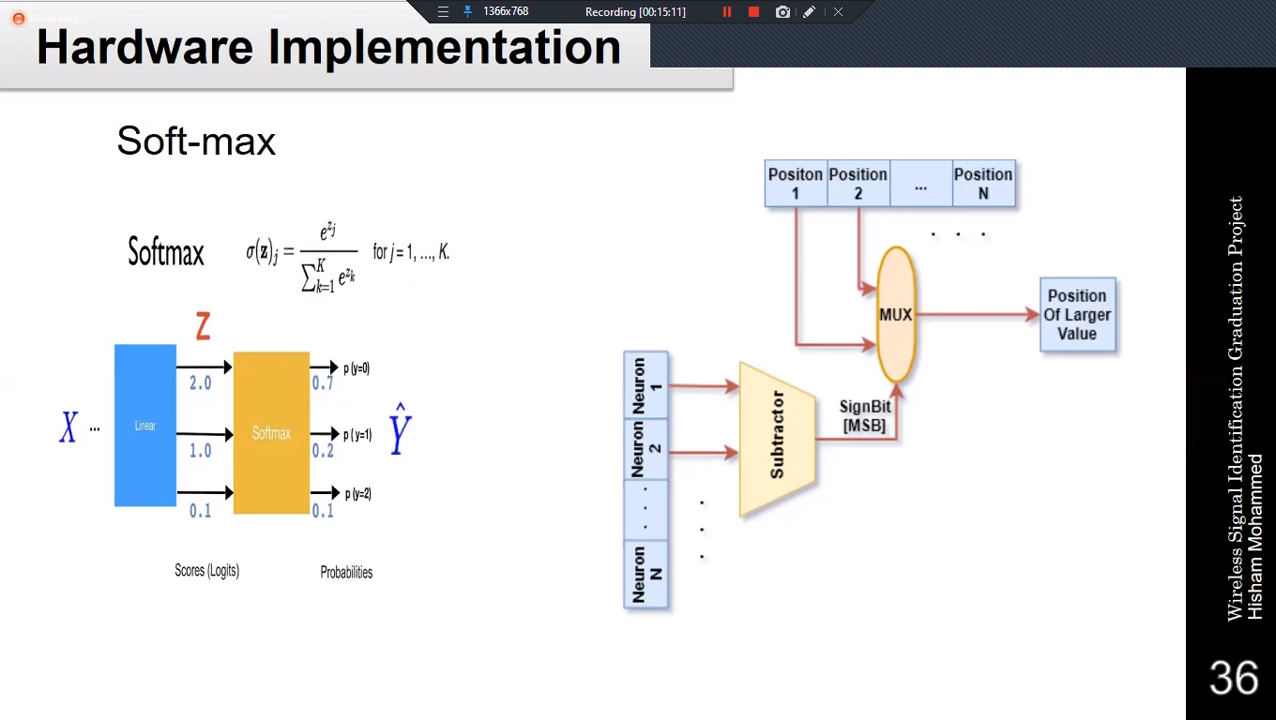 Recording
1366x768
Recording [00:15:11]
Hardware Implementation
Soft-max
Softmax σ(z)j = e^zj / ∑K k=1 e^zk for j = 1, …, K.
Z
X ...
Linear
2.0
1.0
0.1
Softmax
0.7
0.2
0.1
p (y=0)
p (y=1)
p (y=2)
Ŷ
Scores (Logits)
Probabilities
Positon 1
Position 2
...
Position N
. . .
MUX
Position
Of Larger
Value
SignBit
[MSB]
Subtractor
Neuron 1
Neuron 2
. . .
Neuron N
. . .
Wireless Signal Identification Graduation Project
Hisham Mohammed
36